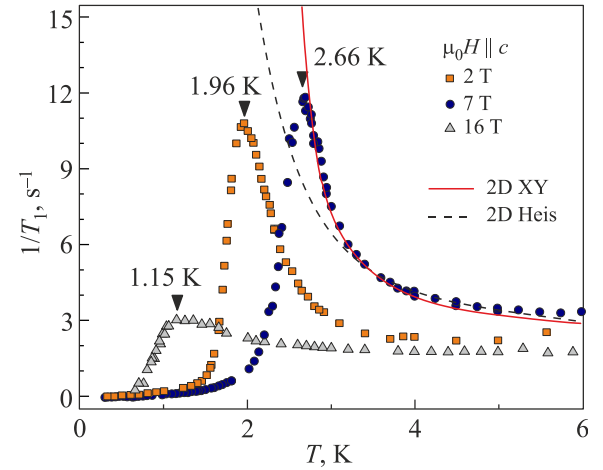 15
12
9
6
3
0
1/T₁, s⁻¹
0
2
4
6
T, K
1.15 K
1.96 K
2.66 K
μ₀H || c
2 T
7 T
16 T
2D XY
2D Heis